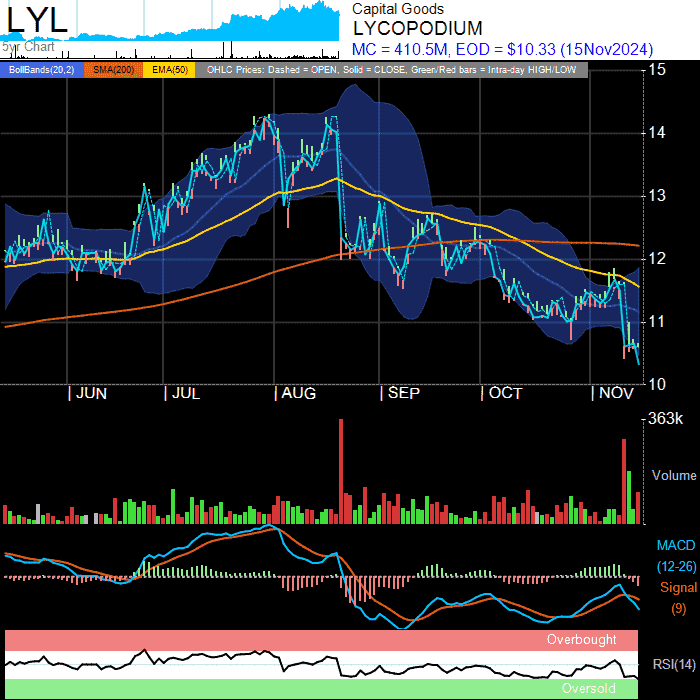 LYL
5yr Chart
Capital Goods
LYCOPODIUM
MC = 410.5M, EOD = $10.33 (15Nov2024)
BollBands(20,2) SMA(200) EMA(50) OHLC Prices: Dashed = OPEN, Solid = CLOSE, Green/Red bars = Intra-day HIGH/LOW
15
14
13
12
11
10
JUN JUL AUG SEP OCT NOV
363k
Volume
MACD
(12-26)
Signal
(9)
Overbought
RSI(14)
Oversold